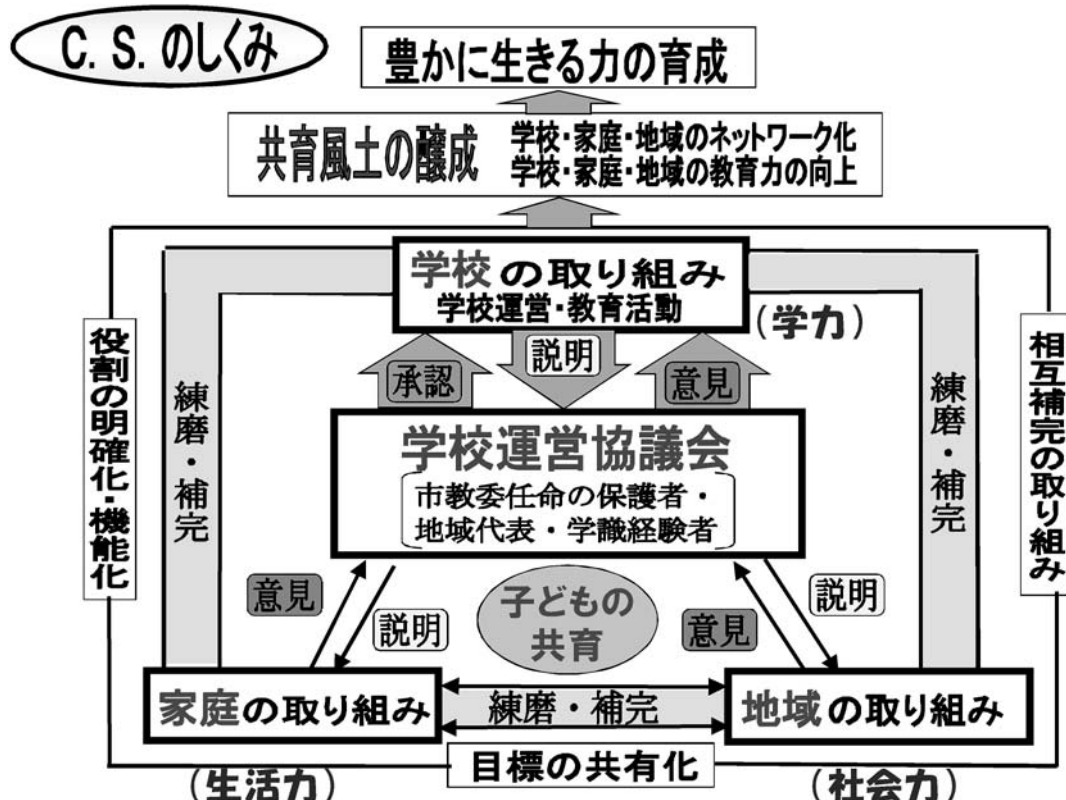 C. S. のしくみ
豊かに生きる力の育成
共育風土の醸成
学校・家庭・地域のネットワーク化
学校・家庭・地域の教育力の向上
学校の取り組み
学校運営・教育活動
(学力)
役割の明確化・機能化
練磨・補完
承認
説明
意見
練磨・補完
相互補完の取り組み
学校運営協議会
市教委任命の保護者・
地域代表・学識経験者
意見
説明
子どもの
共育
意見
説明
家庭の取り組み
練磨・補完
地域の取り組み
目標の共有化
(生活力)
(社会力)